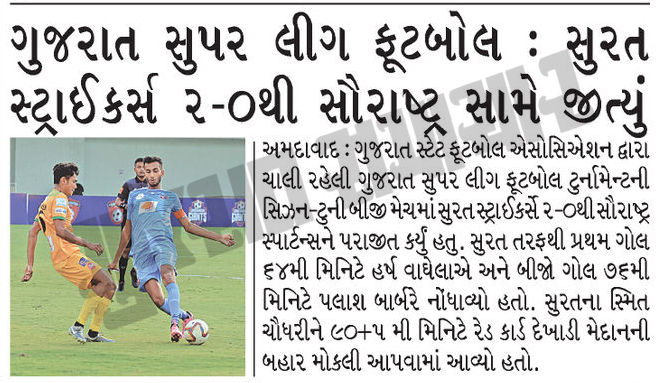 ગુજરાત સુપર લીગ ફૂટબોલ : સુરત
સ્ટ્રાઈકર્સ ૨-૦થી સૌરાષ્ટ્ર સામે જીત્યું
અમદાવાદ : ગુજરાત સ્ટેટ ફૂટબોલ એસોસિએશન દ્વારા
ચાલી રહેલી ગુજરાત સુપર લીગ ફૂટબોલ ટુર્નામેન્ટની
સિઝન-ટુની બીજી મેચમાં સુરત સ્ટ્રાઈકર્સે ૨-૦થી સૌરાષ્ટ્ર
સ્પાર્ટન્સને પરાજીત કર્યું હતુ. સુરત તરફથી પ્રથમ ગોલ
૬૪મી મિનિટે હર્ષ વાઘેલાએ અને બીજો ગોલ ૭૬મી
મિનિટે પલાશ બાર્બરે નોંધાવ્યો હતો. સુરતના સ્મિત
ચૌધરીને ૯૦+૫ મી મિનિટે રેડ કાર્ડ દેખાડી મેદાનની
બહાર મોકલી આપવામાં આવ્યો હતો.